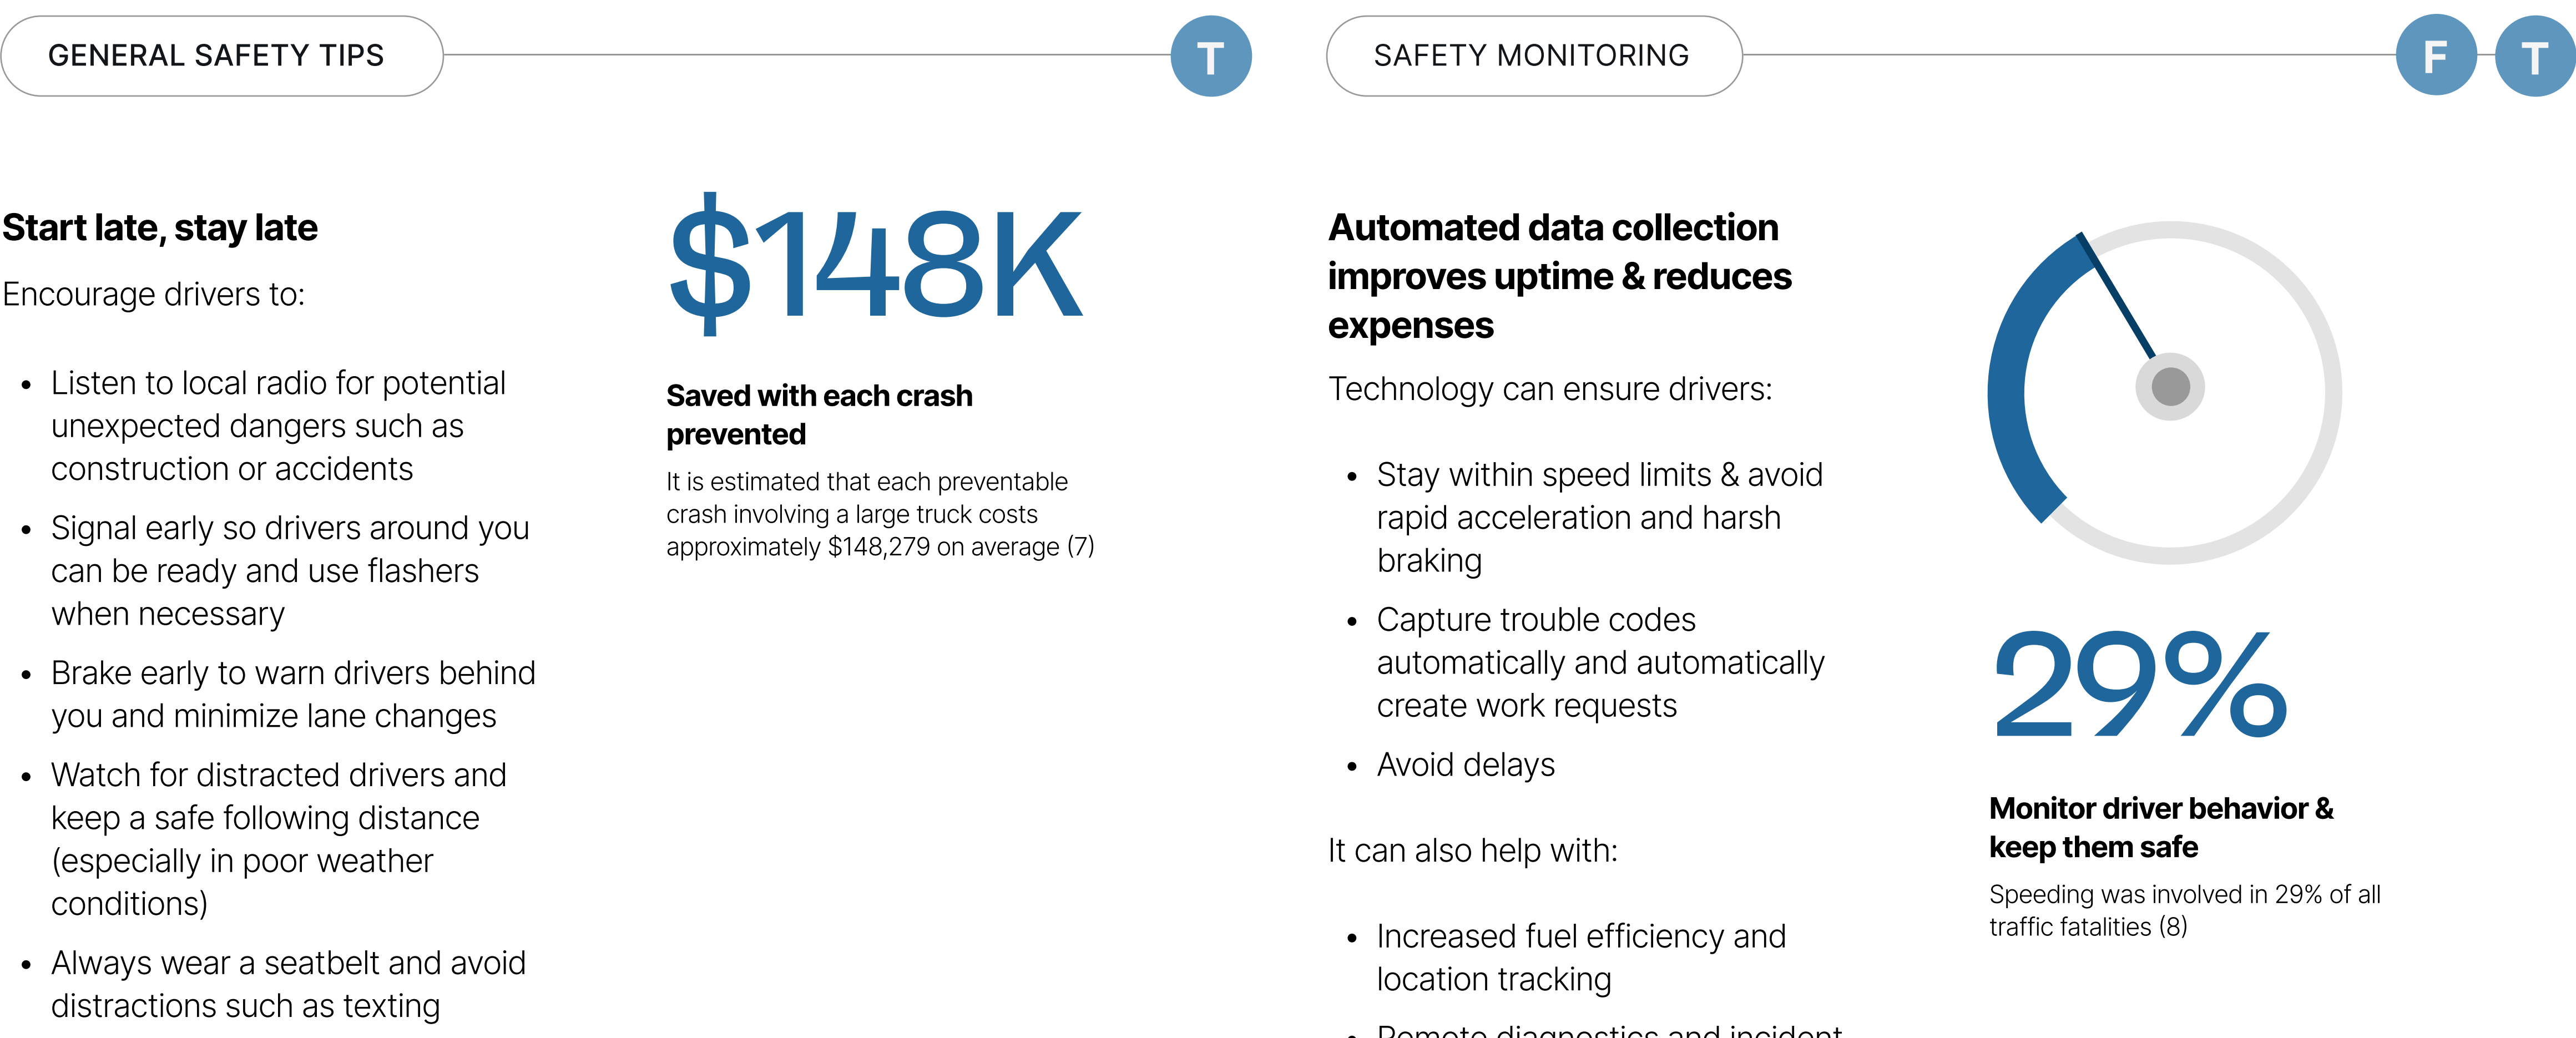 GENERAL SAFETY TIPS
T
Start late, stay late
Encourage drivers to:
• Listen to local radio for potential
unexpected dangers such as
construction or accidents
• Signal early so drivers around you
can be ready and use flashers
when necessary
• Brake early to warn drivers behind
you and minimize lane changes
• Watch for distracted drivers and
keep a safe following distance
(especially in poor weather
conditions)
• Always wear a seatbelt and avoid
distractions such as texting
$148K
Saved with each crash
prevented
It is estimated that each preventable
crash involving a large truck costs
approximately $148,279 on average (7)
SAFETY MONITORING
F T
Automated data collection
improves uptime & reduces
expenses
Technology can ensure drivers:
• Stay within speed limits & avoid
rapid acceleration and harsh
braking
• Capture trouble codes
automatically and automatically
create work requests
• Avoid delays
It can also help with:
• Increased fuel efficiency and
location tracking
• Remote diagnostics and incident
29%
Monitor driver behavior &
keep them safe
Speeding was involved in 29% of all
traffic fatalities (8)